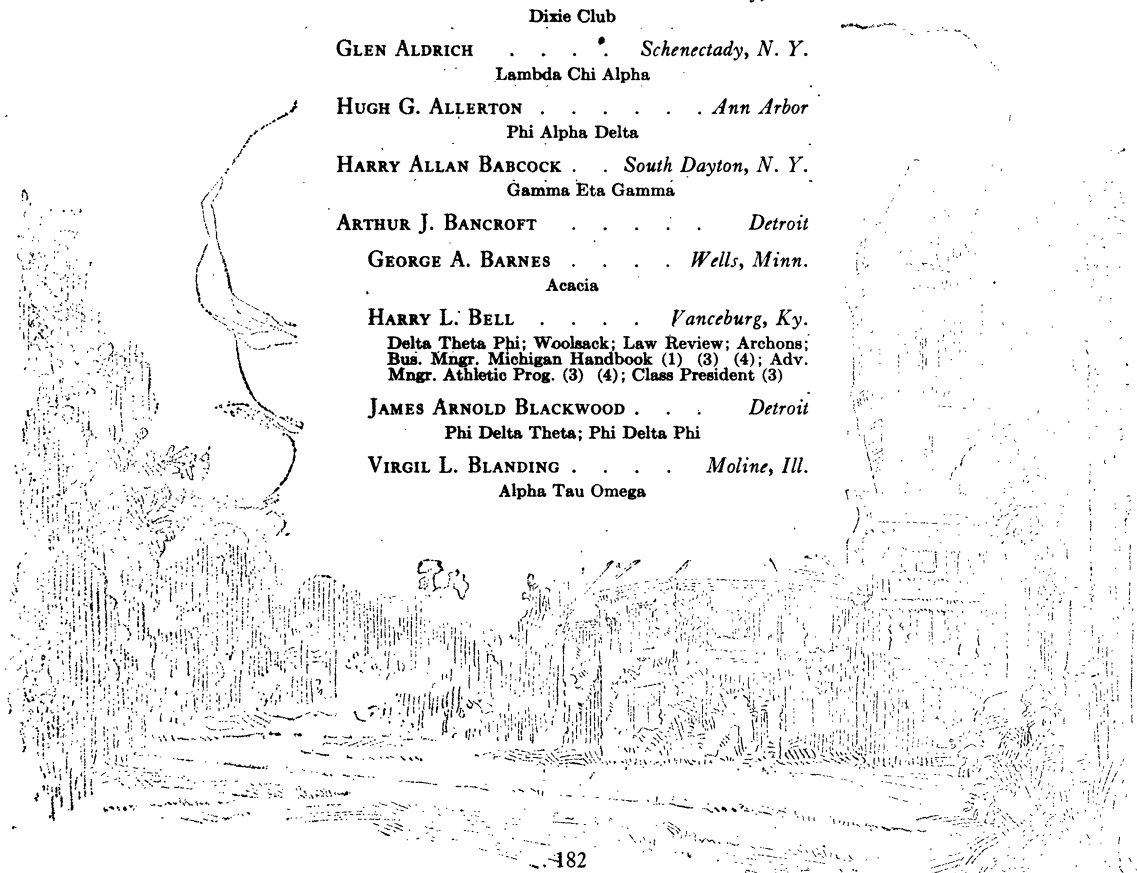 Dixie Club
GLEN ALDRICH . . . . Schenectady, N. Y.
Lambda Chi Alpha
HUGH G. ALLERTON . . . . . . Ann Arbor
Phi Alpha Delta
HARRY ALLAN BABCOCK . . South Dayton, N. Y.
Gamma Eta Gamma
ARTHUR J. BANCROFT . . . . . Detroit
GEORGE A. BARNES . . . . Wells, Minn.
Acacia
HARRY L. BELL . . . . Vanceburg, Ky.
Delta Theta Phi; Woolsack; Law Review; Archons;
Bus. Mngr. Michigan Handbook (1) (3) (4); Adv.
Mngr. Athletic Prog. (3) (4); Class President (3)
JAMES ARNOLD BLACKWOOD . . . Detroit
Phi Delta Theta; Phi Delta Phi
VIRGIL L. BLANDING . . . . Moline, Ill.
Alpha Tau Omega
182